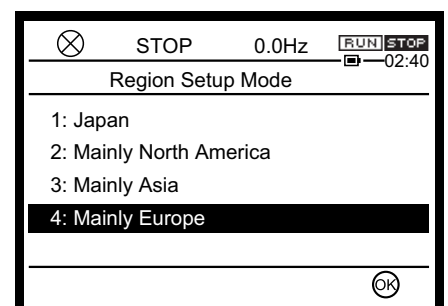 STOP 0.0Hz RUN STOP
02:40
Region Setup Mode
1: Japan
2: Mainly North America
3: Mainly Asia
4: Mainly Europe
OK